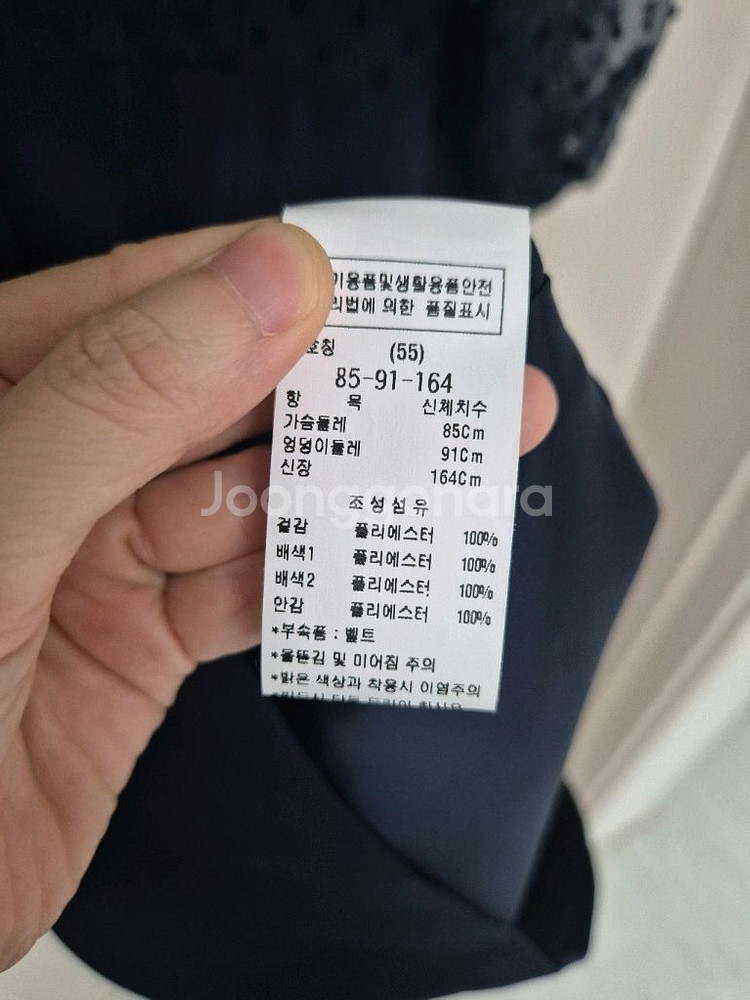 기용품및생활용품안전
리법에 의한 품질표시
호칭 (55)
85-91-164
항 목 신체치수
가슴둘레 85Cm
엉덩이둘레 91Cm
신장 164Cm
Joonggonara
조성섬유
겉감 폴리에스터 100%
배색1 폴리에스터 100%
배색2 폴리에스터 100%
안감 폴리에스터 100%
*부속품 : 벨트
*올뜯김 및 미어짐 주의
*밝은 색상과 착용시 이염주의